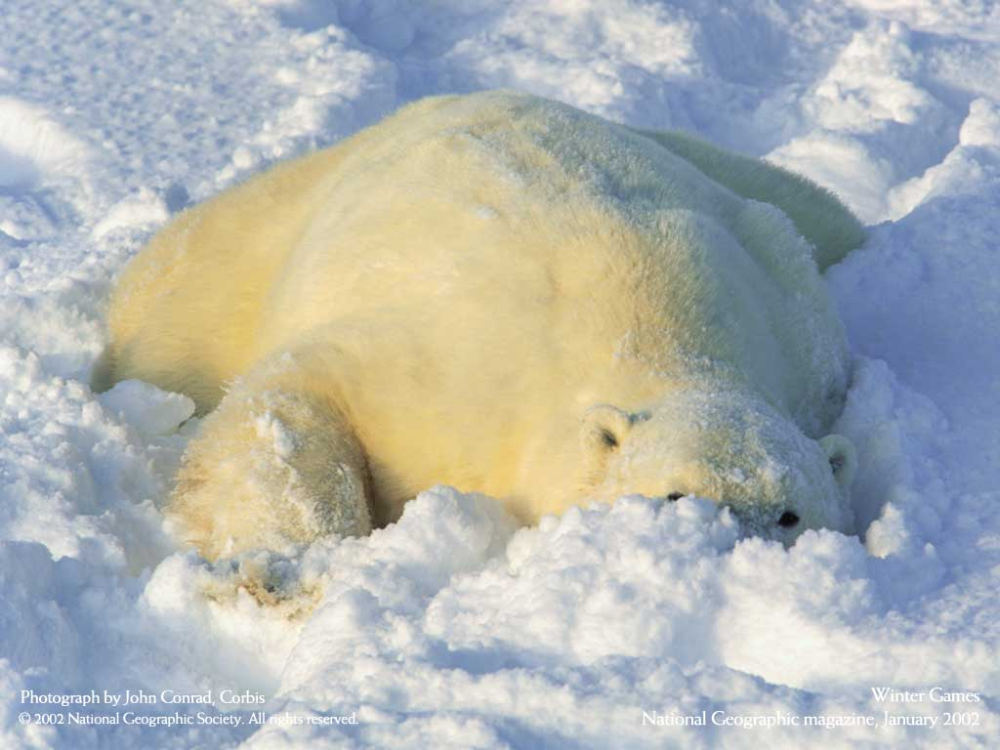 Photograph by John Conrad, Corbis
© 2002 National Geographic Society. All rights reserved.
Winter Games
National Geographic magazine, January 2002